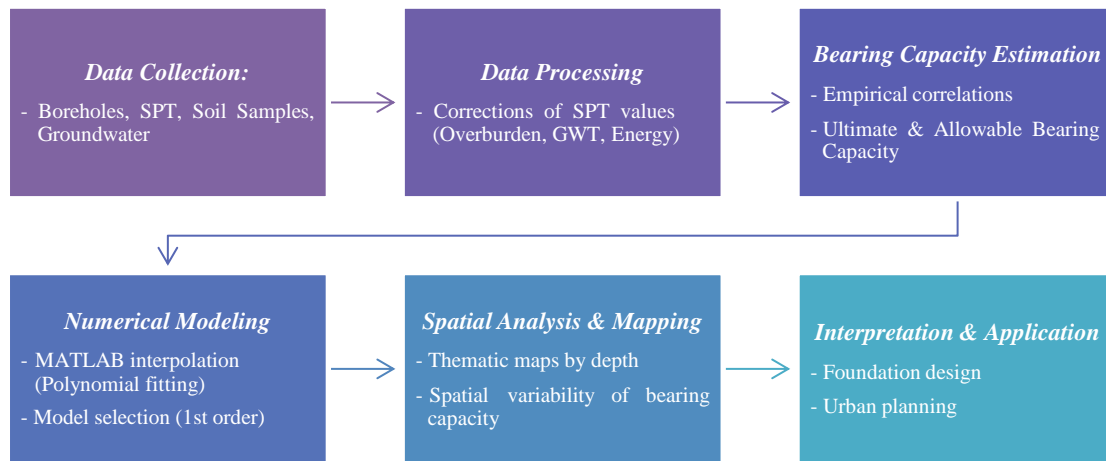 Data Collection:
- Boreholes, SPT, Soil Samples,
Groundwater
Data Processing
- Corrections of SPT values
(Overburden, GWT, Energy)
Bearing Capacity Estimation
- Empirical correlations
- Ultimate & Allowable Bearing
Capacity
Numerical Modeling
- MATLAB interpolation
(Polynomial fitting)
- Model selection (1st order)
Spatial Analysis & Mapping
- Thematic maps by depth
- Spatial variability of bearing
capacity
Interpretation & Application
- Foundation design
- Urban planning